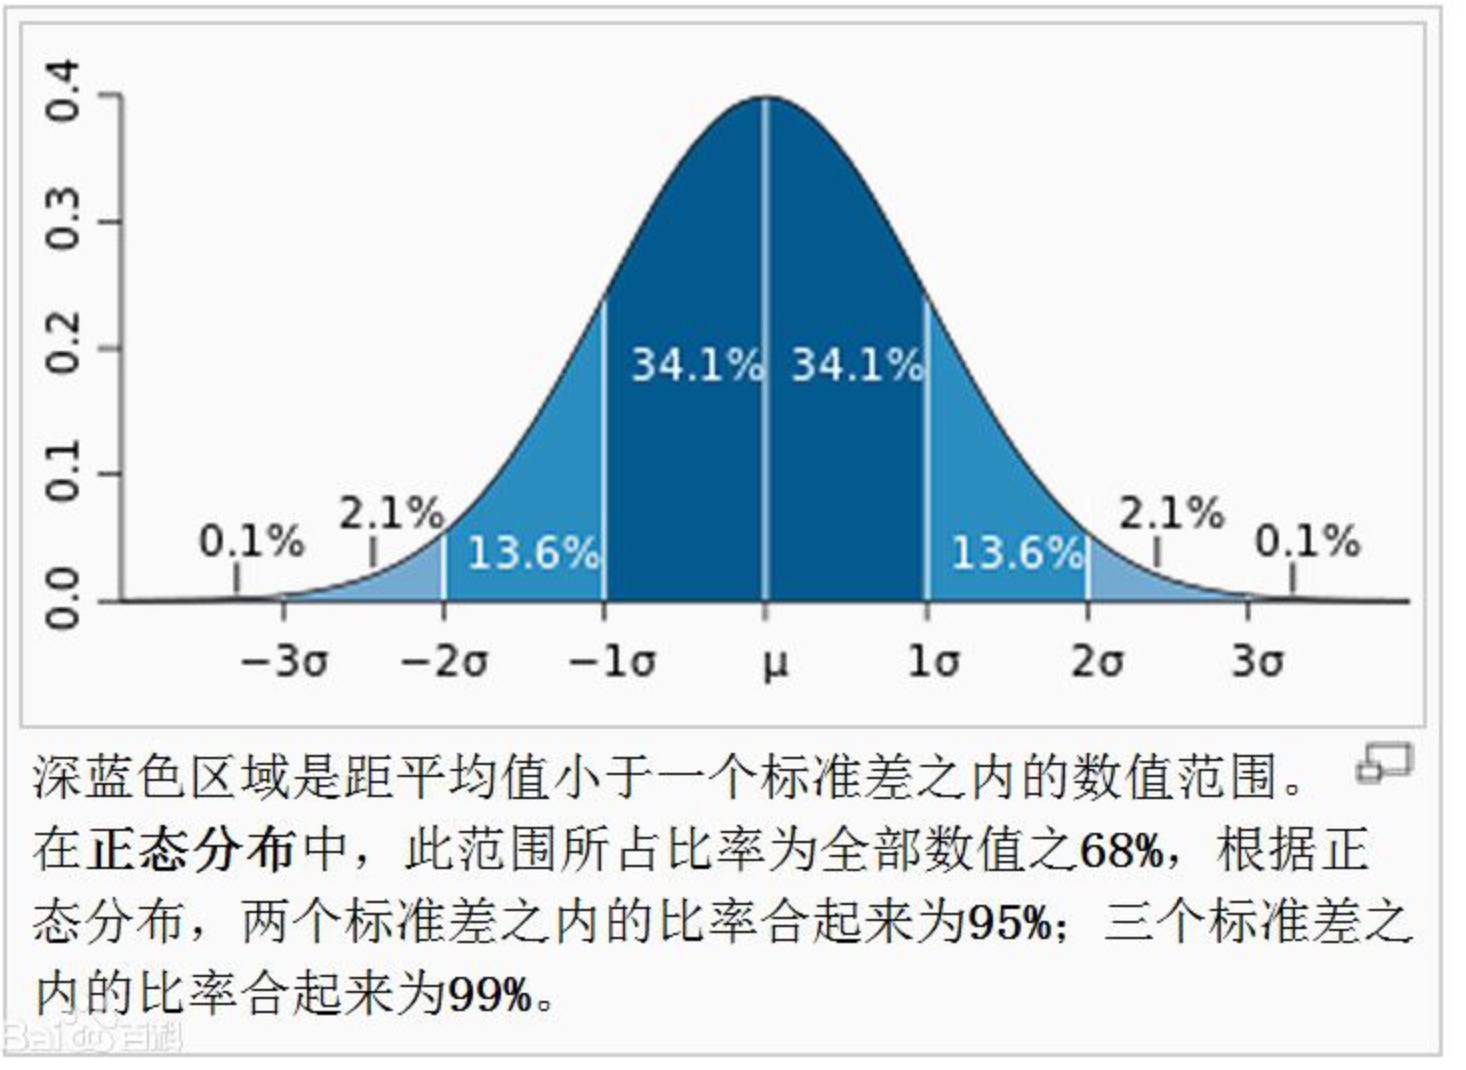 0.4
0.3
0.2
0.1
0.0
34.1% 34.1%
0.1% 2.1% 13.6% 13.6% 2.1% 0.1%
−3σ −2σ −1σ μ 1σ 2σ 3σ
深蓝色区域是距平均值小于一个标准差之内的数值范围。
在正态分布中，此范围所占比率为全部数值之68%，根据正
态分布，两个标准差之内的比率合起来为95%；三个标准差之
内的比率合起来为99%。
Bai du 百科